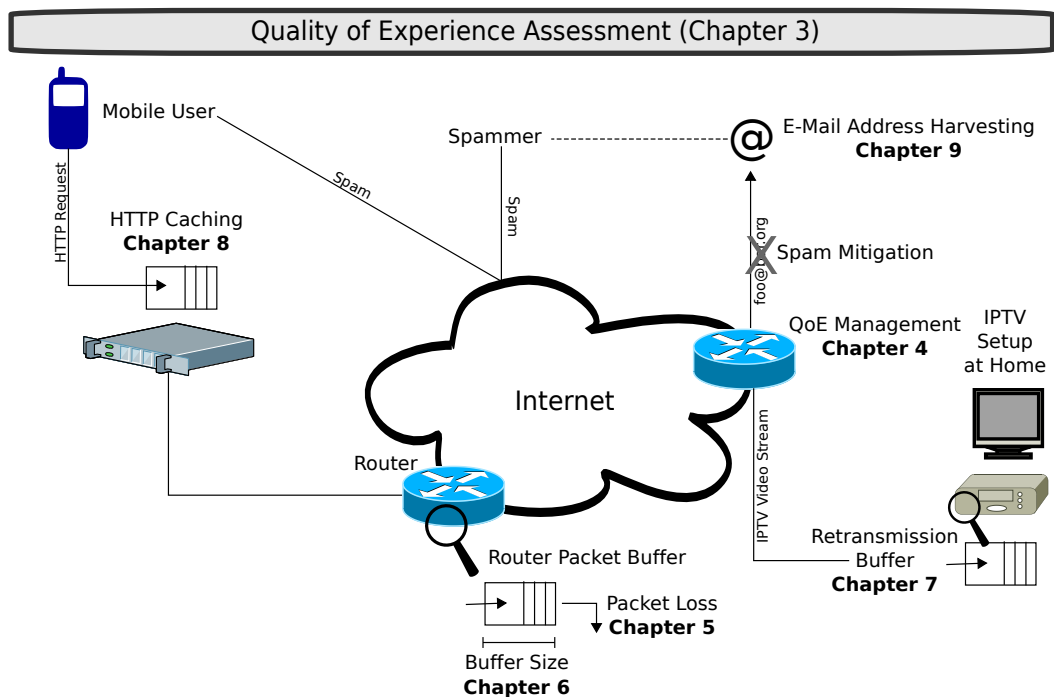 Quality of Experience Assessment (Chapter 3)
Mobile User
Spammer
E-Mail Address Harvesting
Chapter 9
@
HTTP Request
Spam
Spam
HTTP Caching
Chapter 8
Spam Mitigation
QoE Management
Chapter 4
IPTV
Setup
at Home
Internet
Router
IPTV Video Stream
Router Packet Buffer
Retransmission
Buffer
Chapter 7
Packet Loss
Chapter 5
Buffer Size
Chapter 6